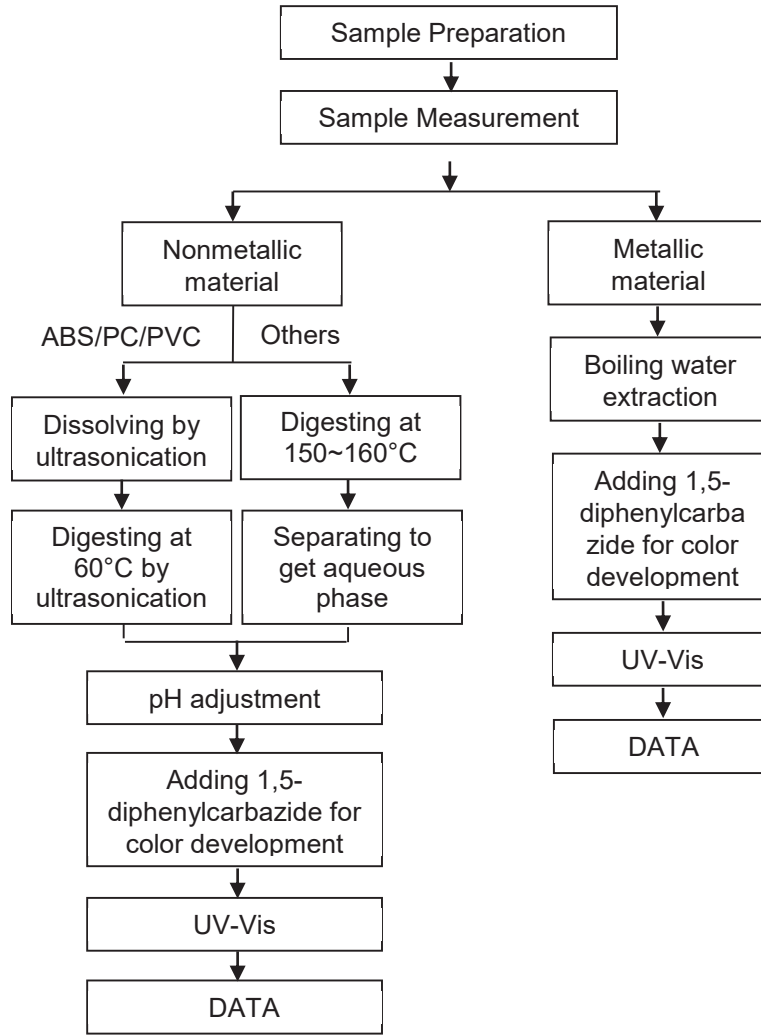 Sample Preparation
Sample Measurement
Nonmetallic
material
ABS/PC/PVC
Others
Dissolving by
ultrasonication
Digesting at
150~160°C
Digesting at
60°C by
ultrasonication
Separating to
get aqueous
phase
pH adjustment
Adding 1,5-
diphenylcarbazide for
color development
UV-Vis
DATA
Metallic
material
Boiling water
extraction
Adding 1,5-
diphenylcarba
zide for color
development
UV-Vis
DATA